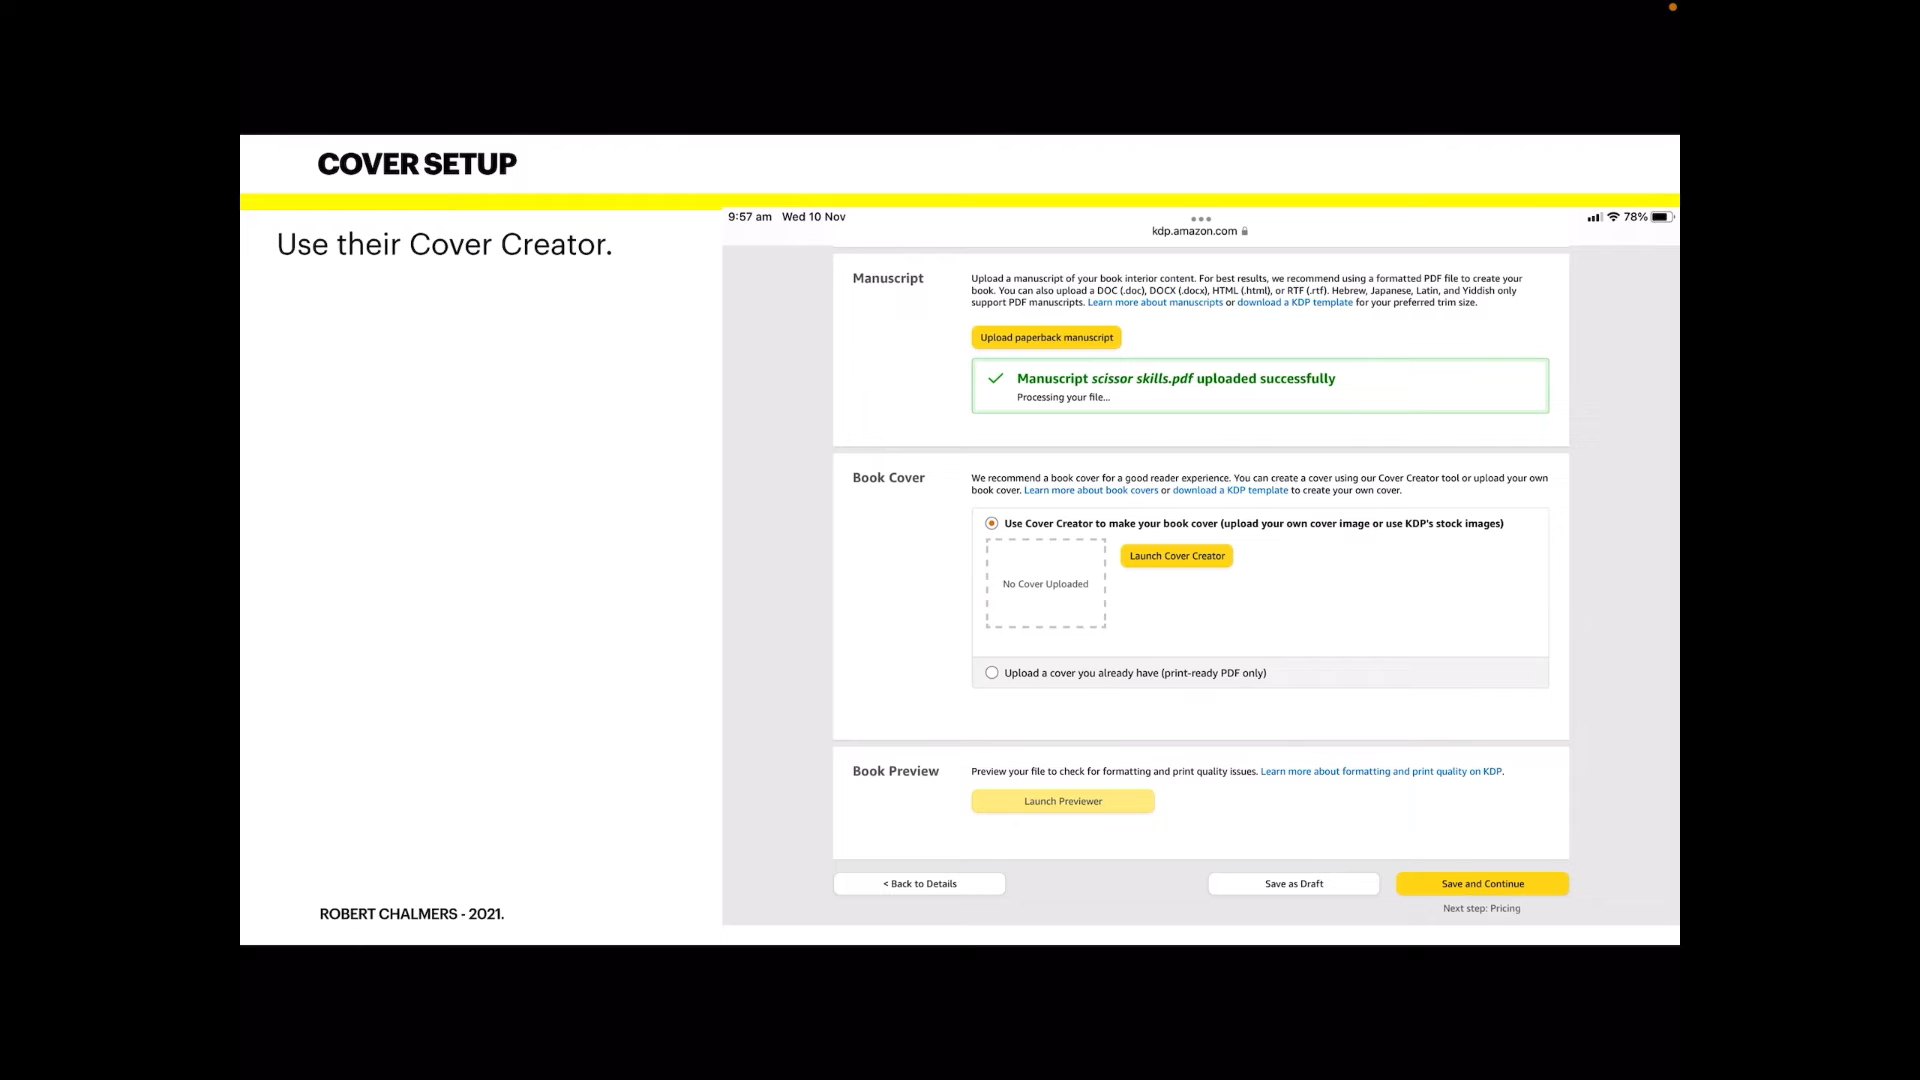 COVER SETUP
Use their Cover Creator.
9:57 am Wed 10 Nov
kdp.amazon.com
78%
Manuscript
Upload a manuscript of your book interior content. For best results, we recommend using a formatted PDF file to create your
book. You can also upload a DOC (.doc), DOCX (.docx), HTML (.html), or RTF (.rtf). Hebrew, Japanese, Latin, and Yiddish only
support PDF manuscripts. Learn more about manuscripts or download a KDP template for your preferred trim size.
Upload paperback manuscript
Manuscript scissor skills.pdf uploaded successfully
Processing your file...
Book Cover
We recommend a book cover for a good reader experience. You can create a cover using our Cover Creator tool or upload your own
book cover. Learn more about book covers or download a KDP template to create your own cover.
Use Cover Creator to make your book cover (upload your own cover image or use KDP's stock images)
Launch Cover Creator
No Cover Uploaded
Upload a cover you already have (print-ready PDF only)
Book Preview
Preview your file to check for formatting and print quality issues. Learn more about formatting and print quality on KDP.
Launch Previewer
< Back to Details
Save as Draft
Save and Continue
Next step: Pricing
ROBERT CHALMERS - 2021.